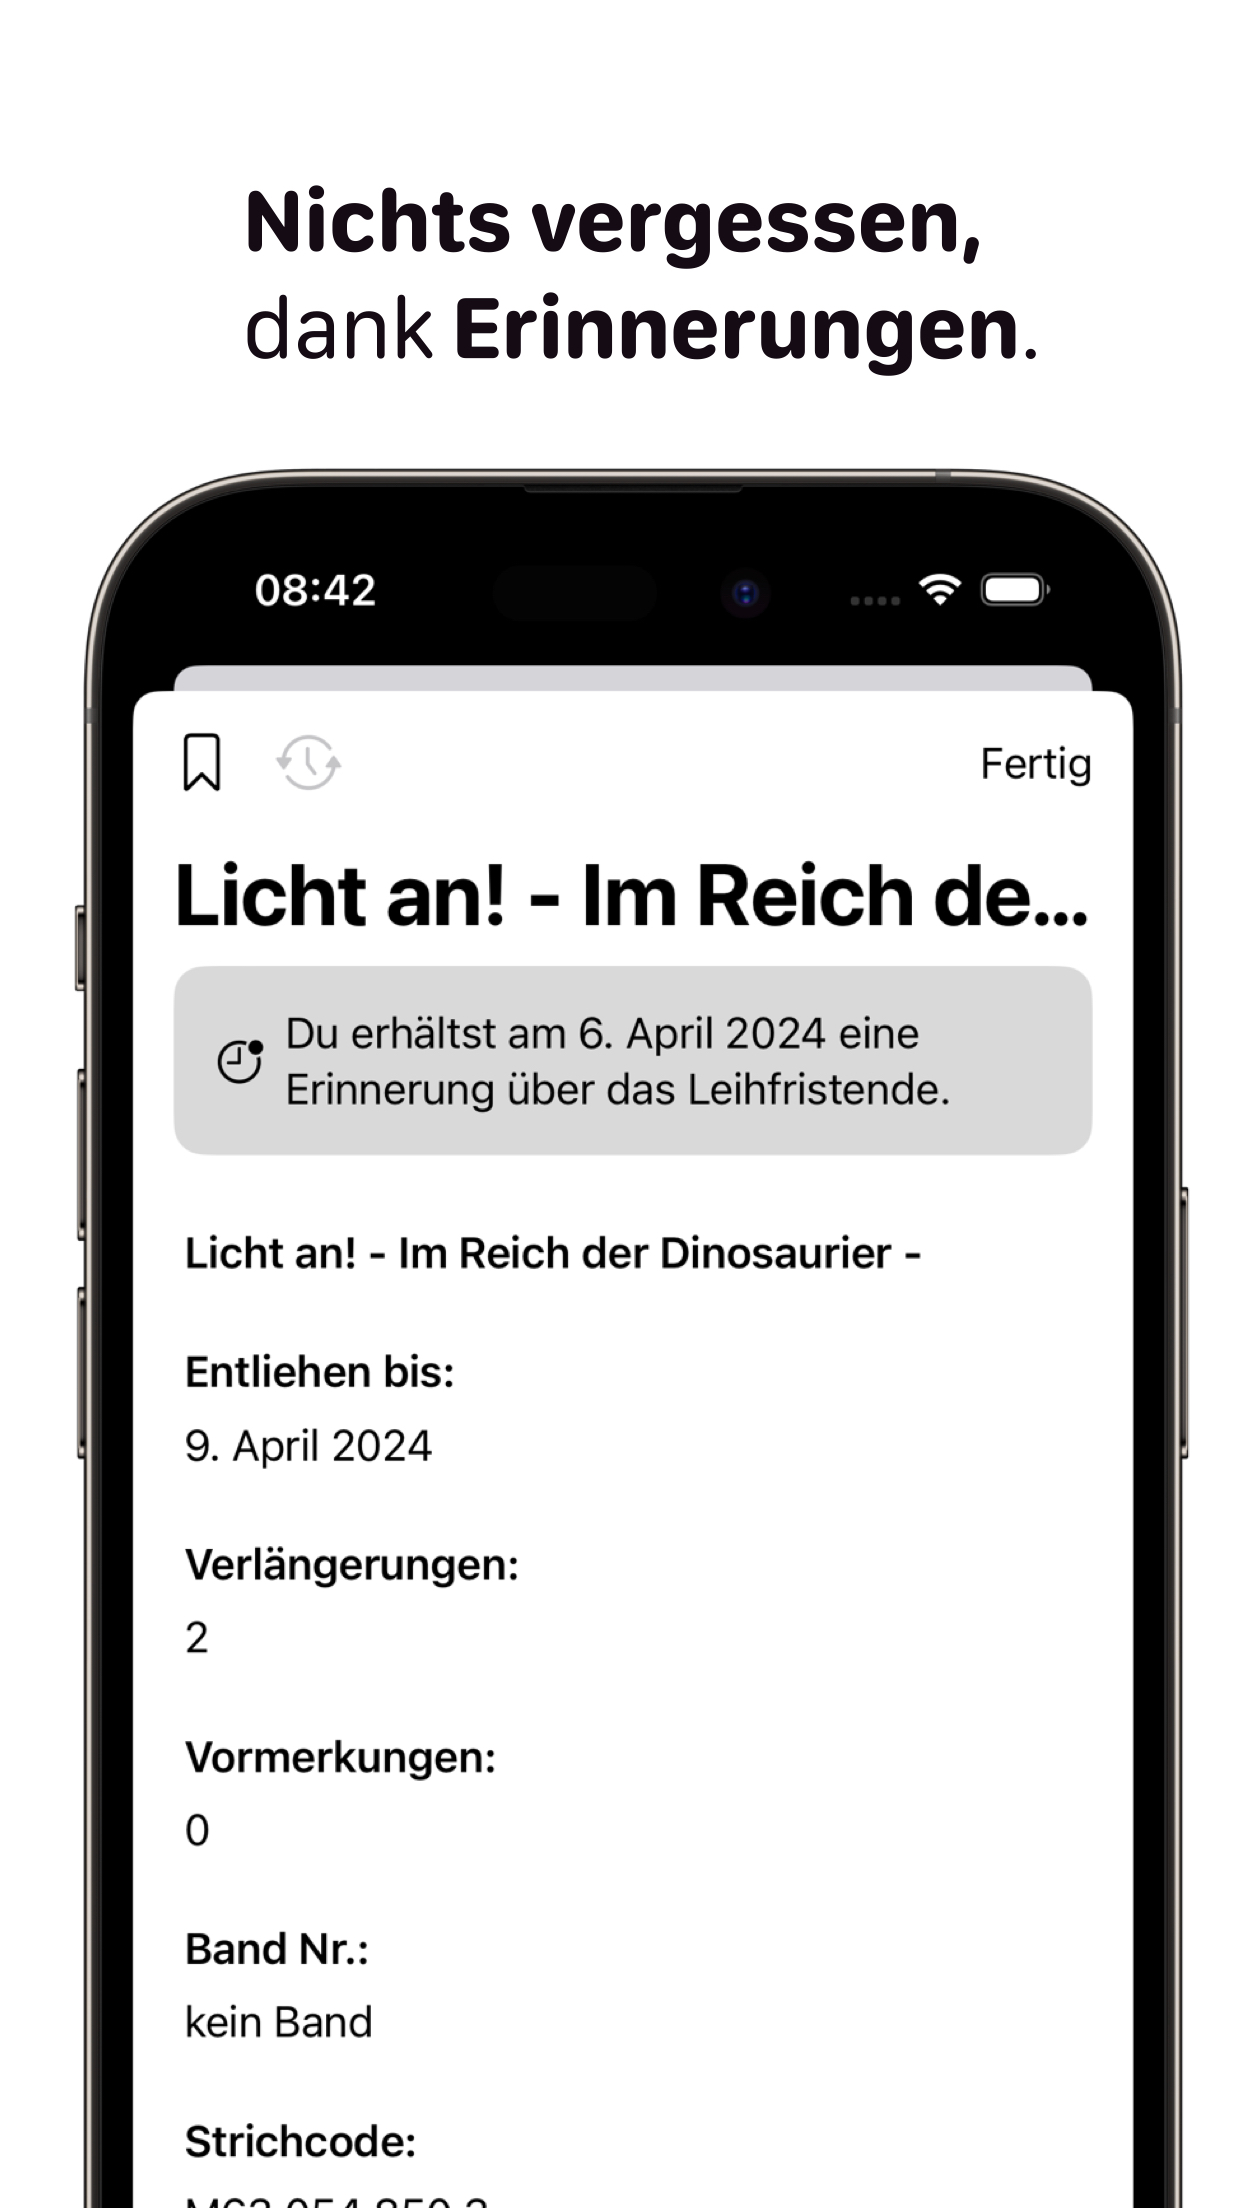 Nichts vergessen,
dank Erinnerungen.
08:42
Fertig
Licht an! - Im Reich de...
Du erhältst am 6. April 2024 eine
Erinnerung über das Leihfristende.
Licht an! - Im Reich der Dinosaurier -
Entliehen bis:
9. April 2024
Verlängerungen:
2
Vormerkungen:
0
Band Nr.:
kein Band
Strichcode: